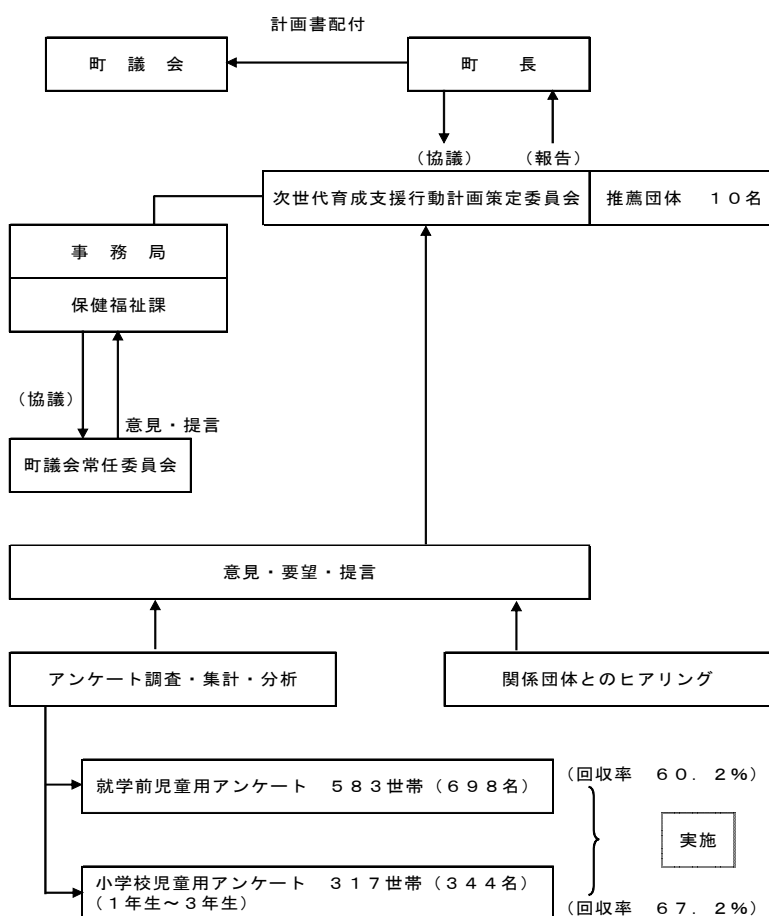 計画書配付
町　議　会
町　　長
（協議）
（報告）
次世代育成支援行動計画策定委員会
推薦団体　１０名
事　務　局
保健福祉課
（協議）
意見・提言
町議会常任委員会
意見・要望・提言
アンケート調査・集計・分析
関係団体とのヒアリング
就学前児童用アンケート　５８３世帯（６９８名）
（回収率　６０．２％）
実施
小学校児童用アンケート　３１７世帯（３４４名）
（１年生～３年生）
（回収率　６７．２％）